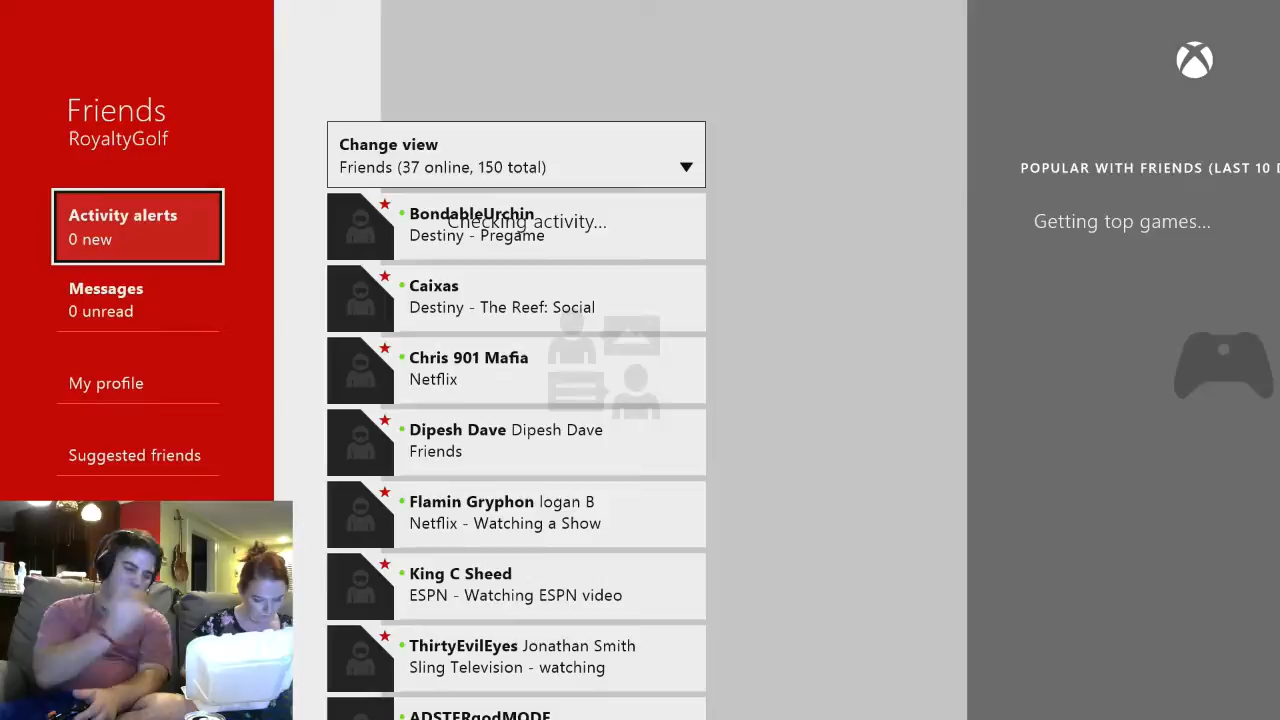 Friends
RoyaltyGolf
Activity alerts
0 new
Messages
0 unread
My profile
Suggested friends
Change view
Friends (37 online, 150 total)
BondableUrchin
Destiny - Pregame
Checking activity...
Caixas
Destiny - The Reef: Social
Chris 901 Mafia
Netflix
Dipesh Dave Dipesh Dave
Friends
Flamin Gryphon logan B
Netflix - Watching a Show
King C Sheed
ESPN - Watching ESPN video
ThirtyEvilEyes Jonathan Smith
Sling Television - watching
ADSTERgodMODE
POPULAR WITH FRIENDS (LAST 10 D
Getting top games...